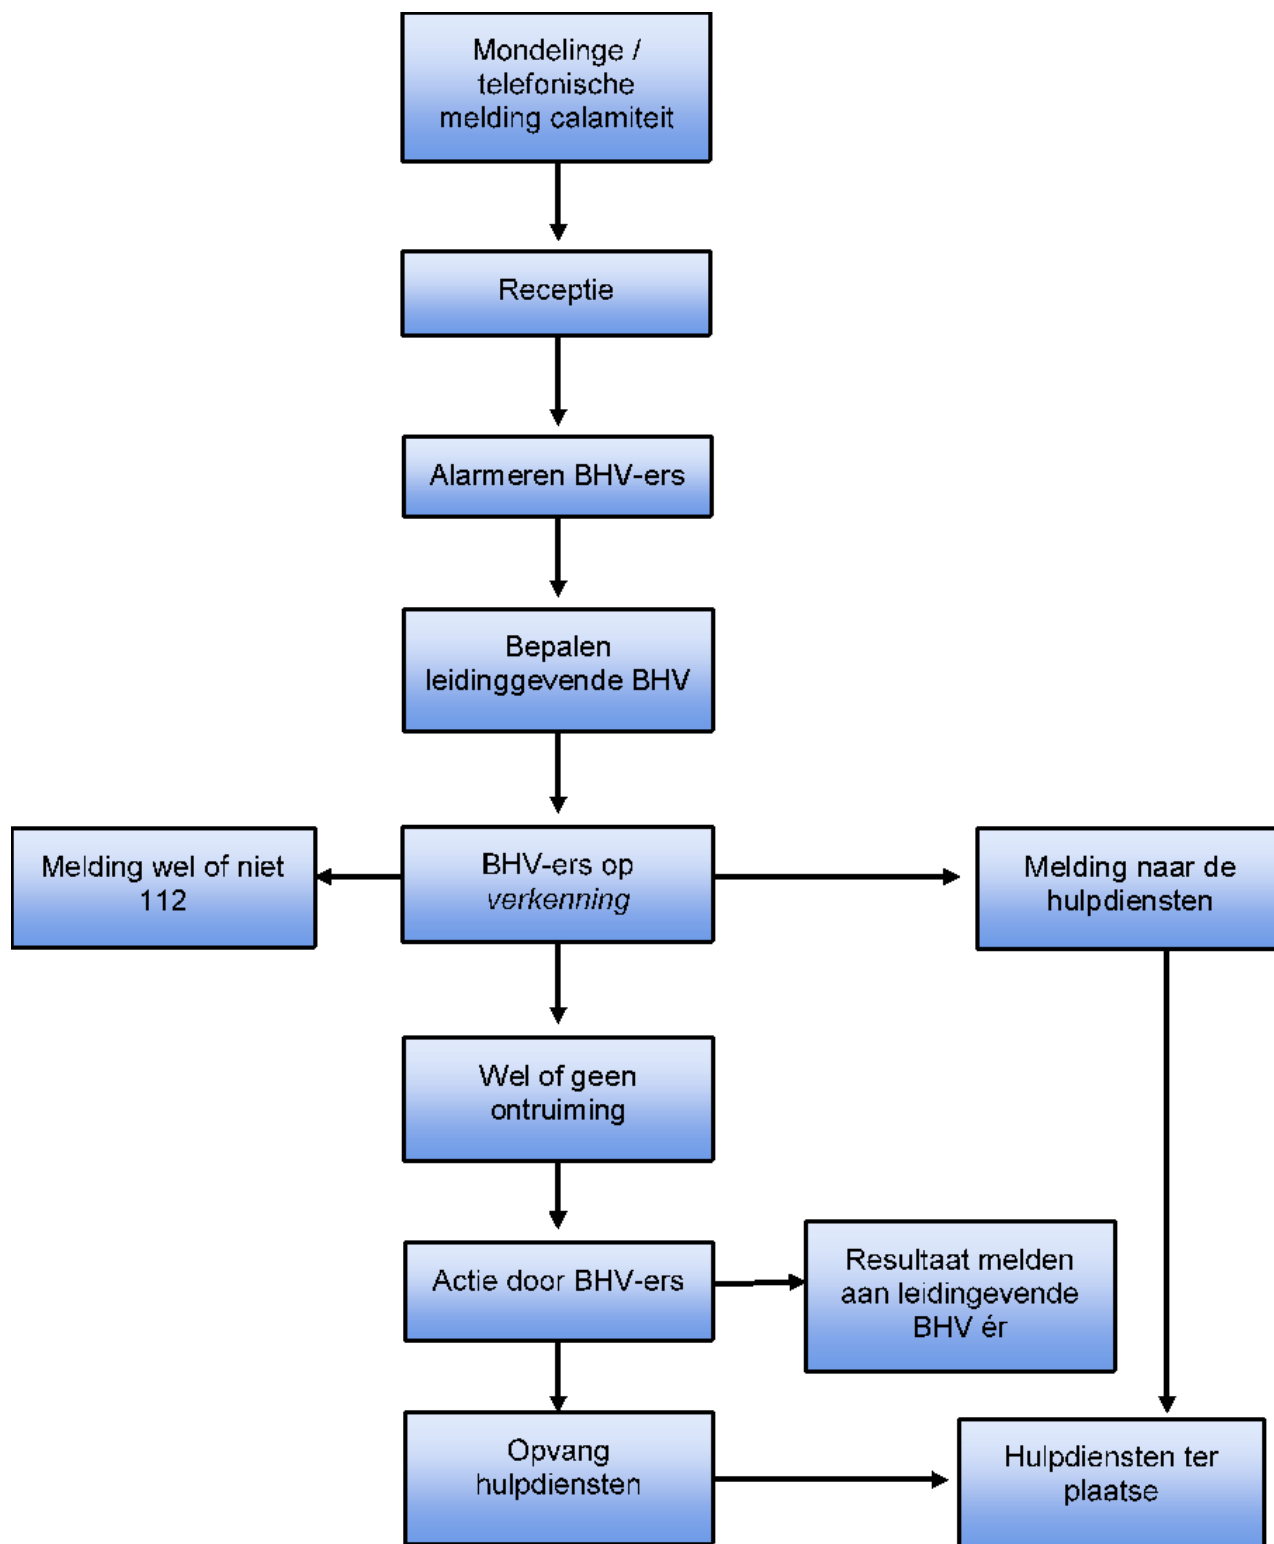 Mondelinge /
telefonische
melding calamiteit
Receptie
Alarmeren BHV-ers
Bepalen
leidinggevende BHV
Melding wel of niet
112
BHV-ers op
verkenning
Melding naar de
hulpdiensten
Wel of geen
ontruiming
Actie door BHV-ers
Resultaat melden
aan leidingevende
BHV ér
Opvang
hulpdiensten
Hulpdiensten ter
plaatse